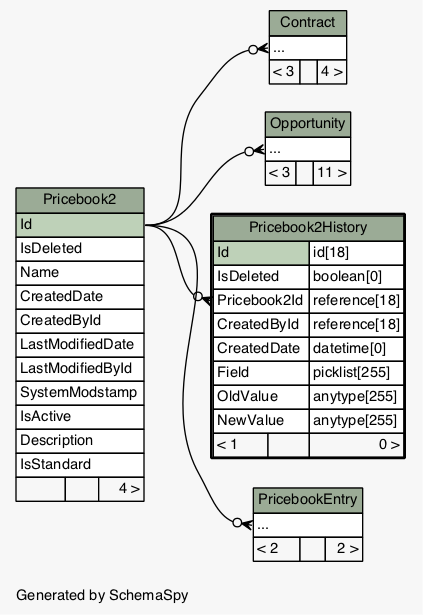 Contract
...
< 3 4 >
Opportunity
...
< 3 11 >
Pricebook2
Id
IsDeleted
Name
CreatedDate
CreatedById
LastModifiedDate
LastModifiedById
SystemModstamp
IsActive
Description
IsStandard
4 >
Pricebook2History
Id id[18]
IsDeleted boolean[0]
Pricebook2Id reference[18]
CreatedById reference[18]
CreatedDate datetime[0]
Field picklist[255]
OldValue anytype[255]
NewValue anytype[255]
< 1 0 >
PricebookEntry
...
< 2 2 >
Generated by SchemaSpy